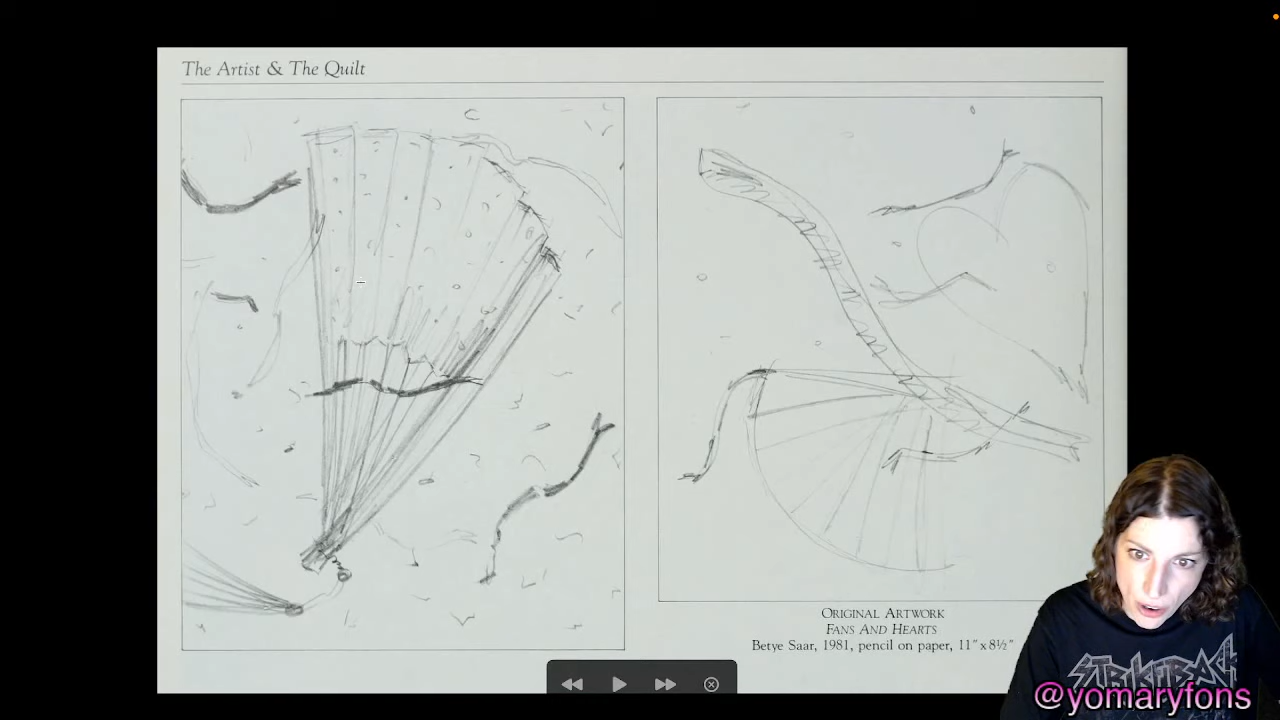 The Artist & The Quilt
ORIGINAL ARTWORK
FANS AND HEARTS
Betye Saar, 1981, pencil on paper, 11" x 8½"
STRIKEBACK
@yomaryfons